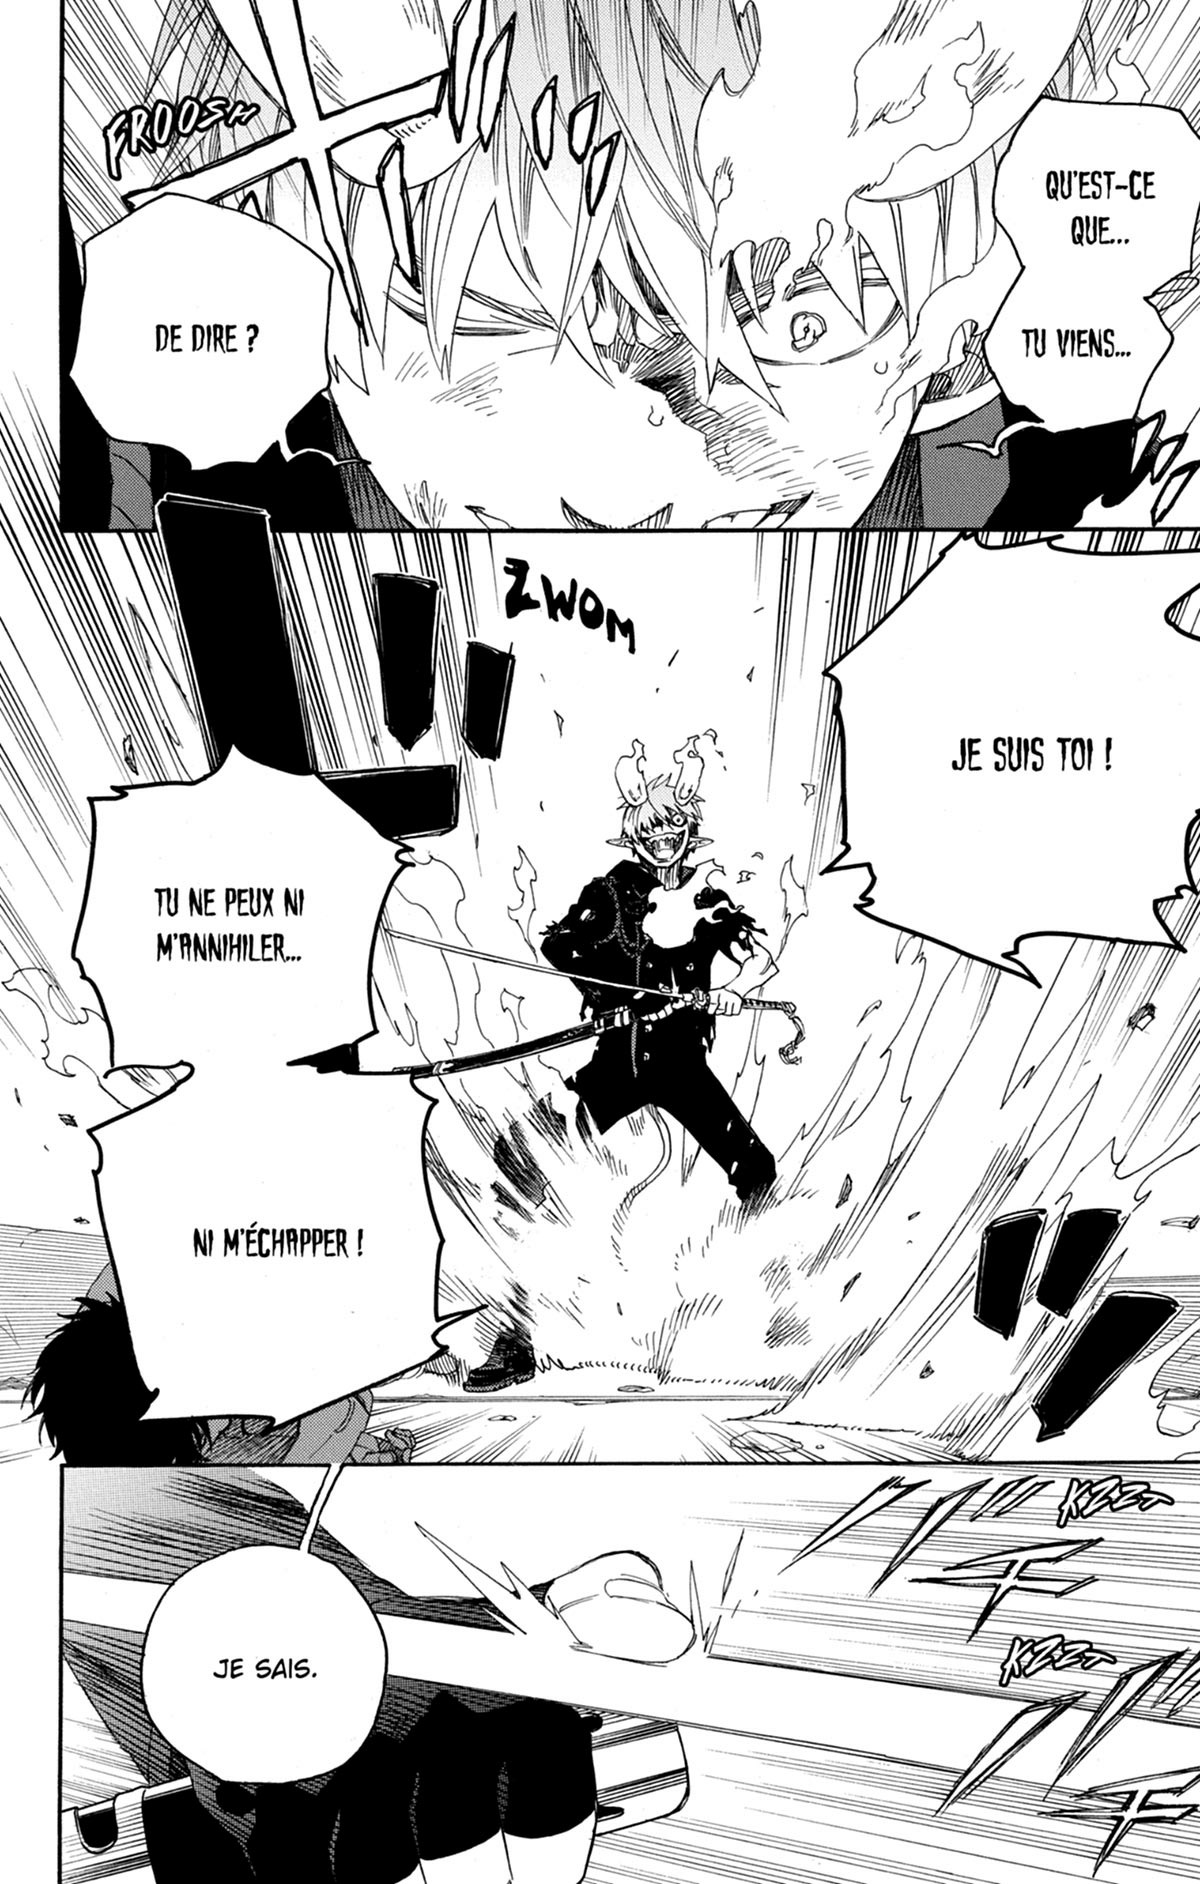 QU'EST-CE
QUE...
TU VIENS...
FROOSH
DE DIRE ?
ZWOM
JE SUIS TOI !
TU NE PEUX NI
M'ANNIHILER...
NI M'ÉCHAPPER !
KZZT
KZZT
JE SAIS.